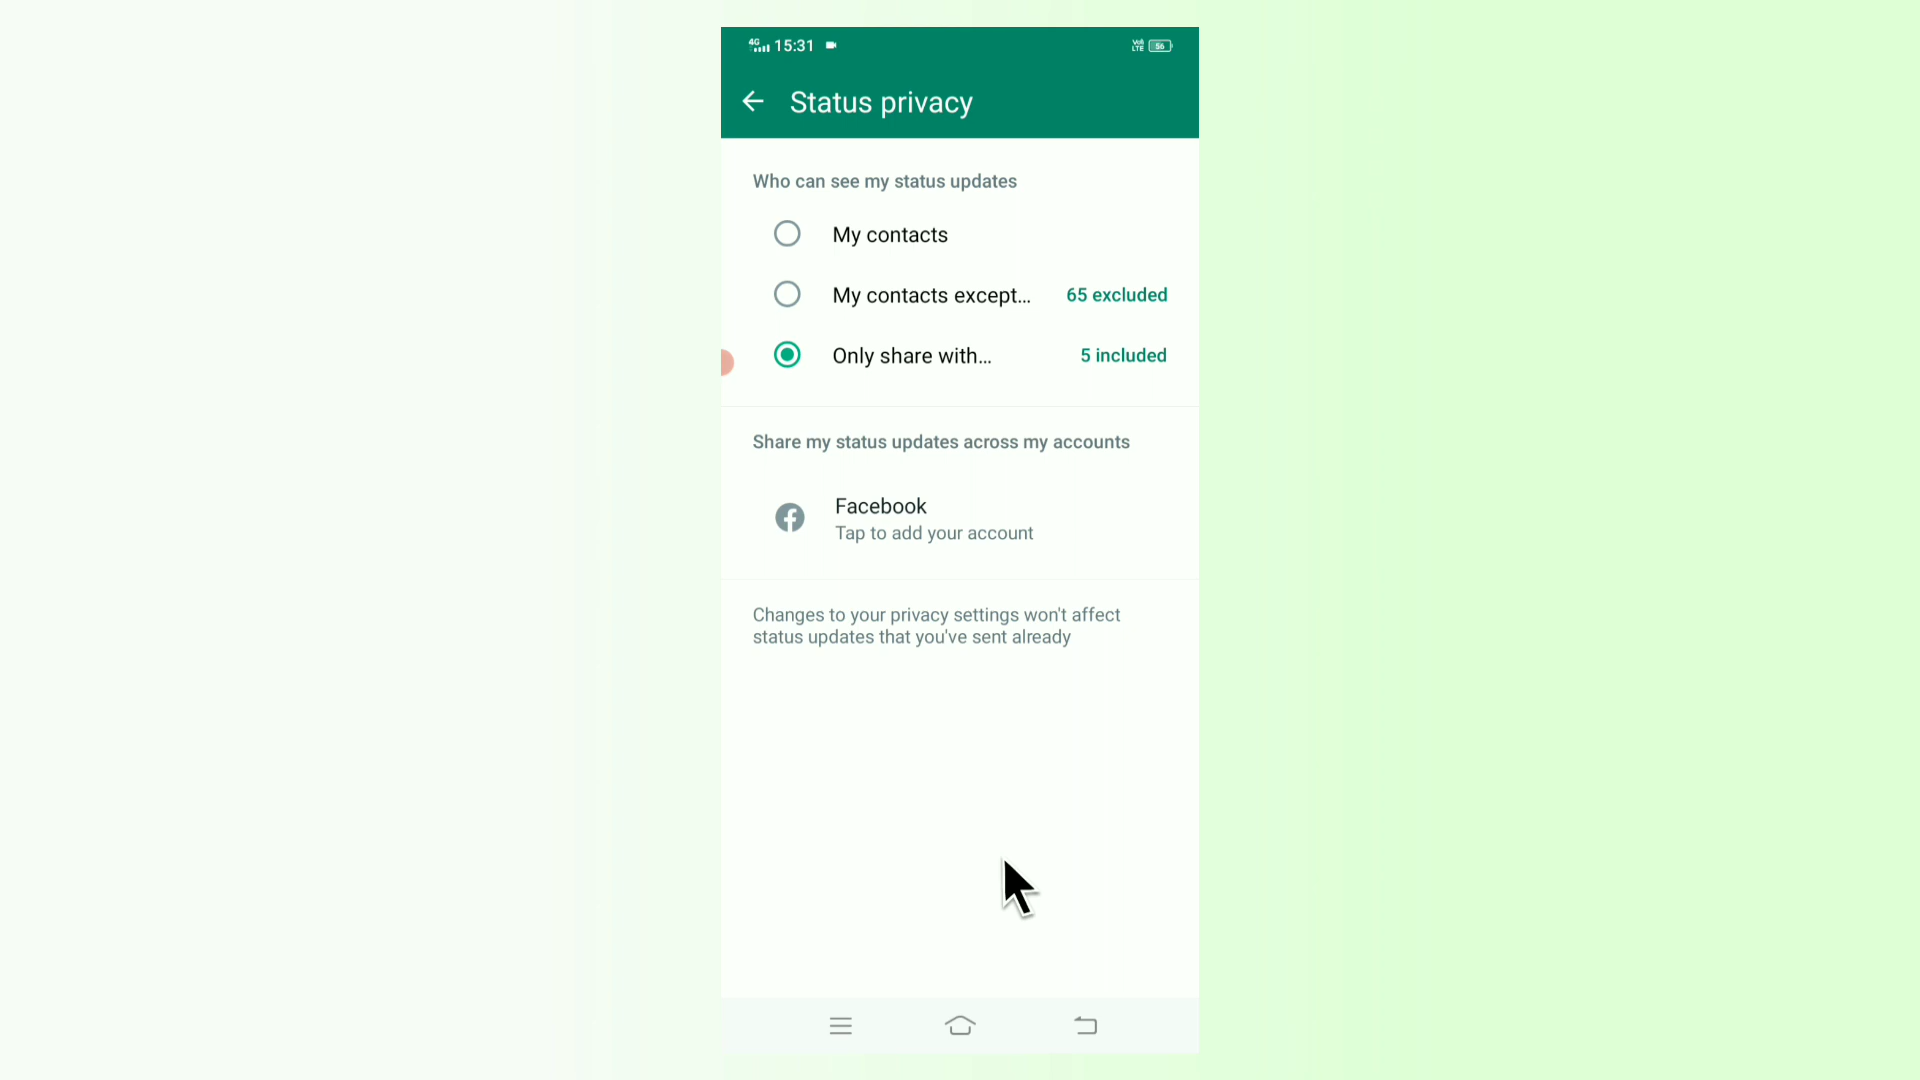 4G 15:31 56
Status privacy
Who can see my status updates
My contacts
My contacts except... 65 excluded
Only share with... 5 included
Share my status updates across my accounts
Facebook
Tap to add your account
Changes to your privacy settings won't affect
status updates that you've sent already